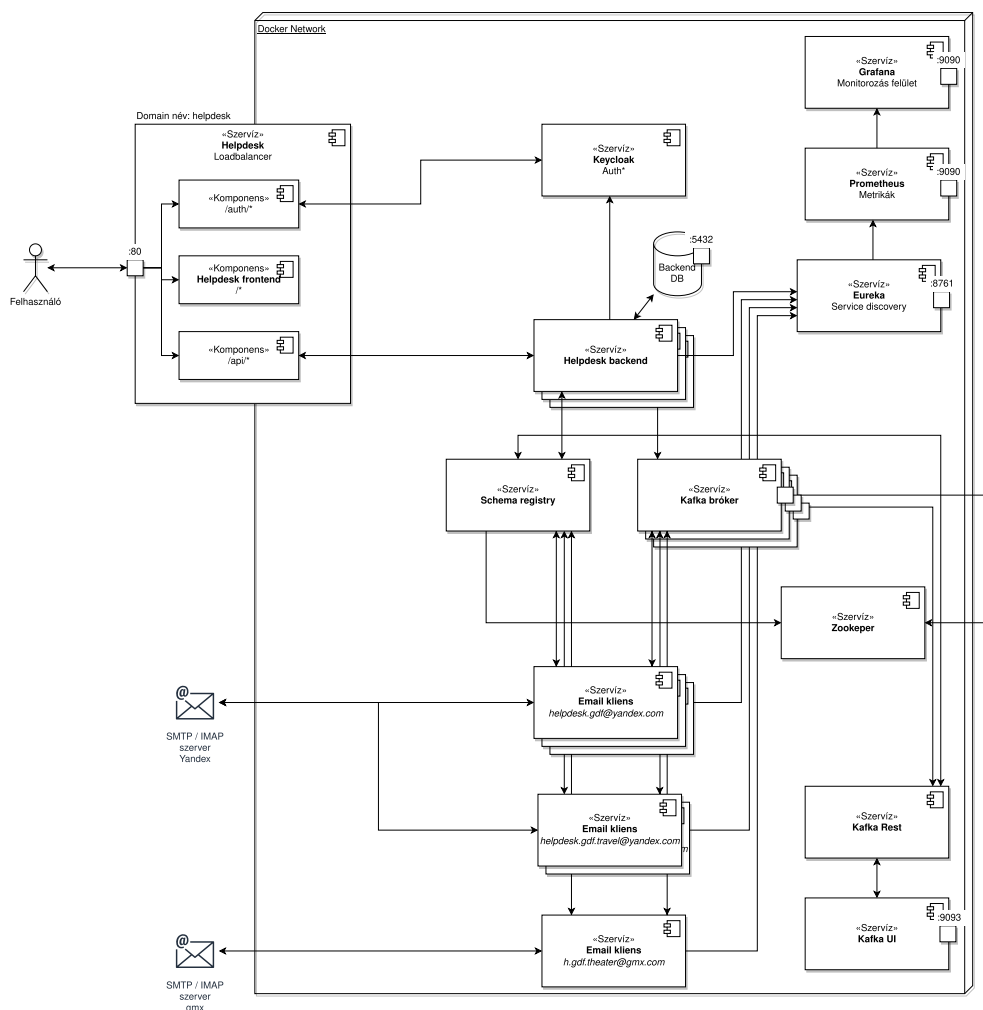 Docker Network
«Szervíz»
Grafana
Monitorozás felület
:9090
Domain név: helpdesk
«Szervíz»
Helpdesk
Loadbalancer
«Szervíz»
Keycloak
Auth*
«Szervíz»
Prometheus
Metrikák
:9090
«Komponens»
/auth/*
:80
Felhasználó
«Komponens»
Helpdesk frontend
/*
:5432
Backend
DB
«Szervíz»
Eureka
Service discovery
:8761
«Komponens»
/api/*
«Szervíz»
Helpdesk backend
«Szervíz»
Schema registry
«Szervíz»
Kafka bróker
«Szervíz»
Zookeper
SMTP / IMAP
szerver
Yandex
«Szervíz»
Email kliens
helpdesk.gdf@yandex.com
«Szervíz»
Email kliens
helpdesk.gdf.travel@yandex.com
m
«Szervíz»
Kafka Rest
«Szervíz»
Kafka UI
:9093
SMTP / IMAP
szerver
gmx
«Szervíz»
Email kliens
h.gdf.theater@gmx.com